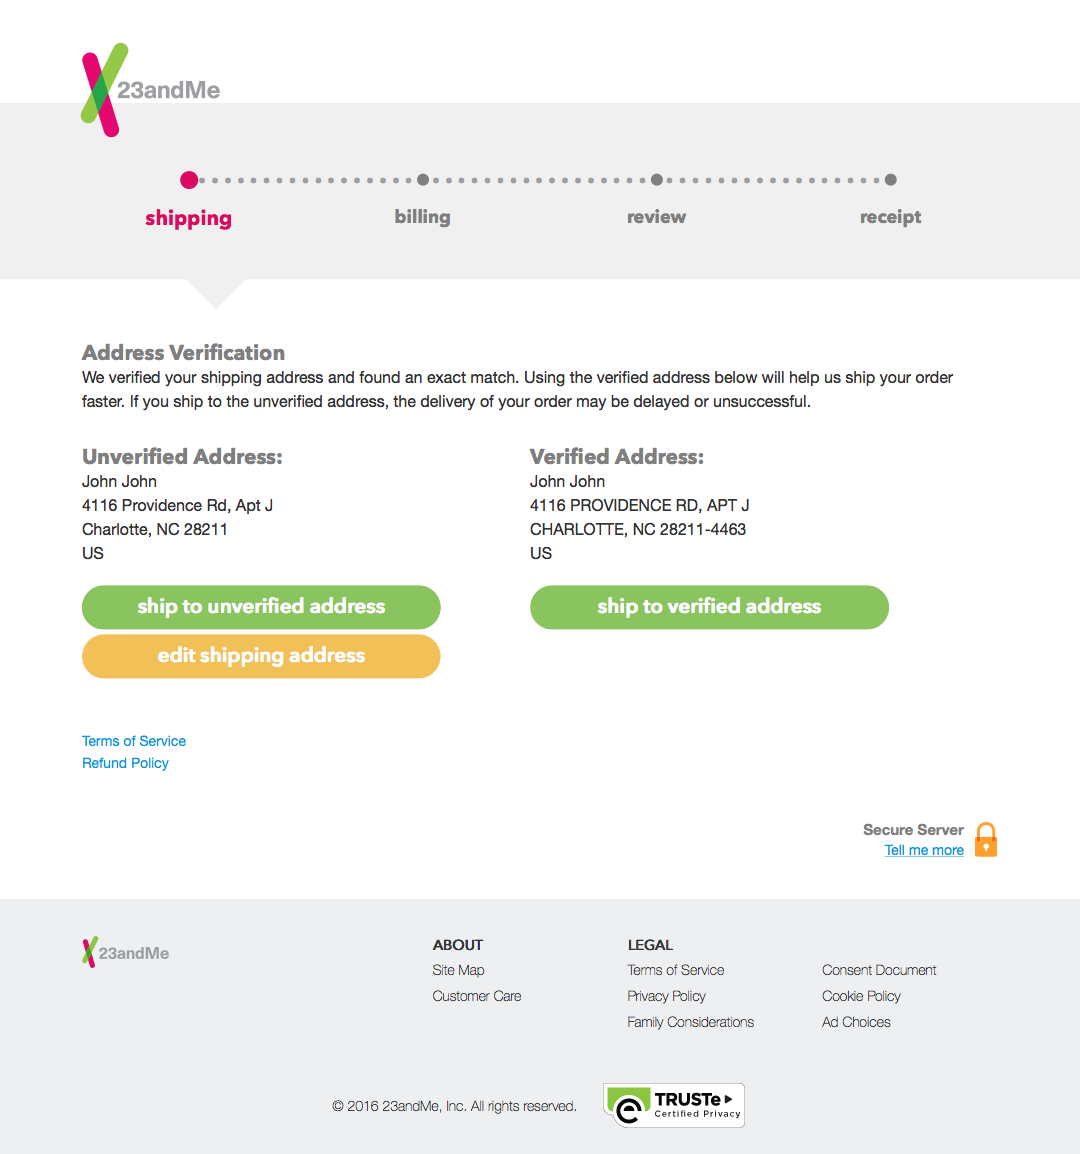 23andMe
shipping
billing
review
receipt
Address Verification
We verified your shipping address and found an exact match. Using the verified address below will help us ship your order
faster. If you ship to the unverified address, the delivery of your order may be delayed or unsuccessful.
Unverified Address:
John John
4116 Providence Rd, Apt J
Charlotte, NC 28211
US
ship to unverified address
edit shipping address
Verified Address:
John John
4116 PROVIDENCE RD, APT J
CHARLOTTE, NC 28211-4463
US
ship to verified address
Terms of Service
Refund Policy
Secure Server
Tell me more
23andMe
ABOUT
Site Map
Customer Care
LEGAL
Terms of Service
Privacy Policy
Family Considerations
Consent Document
Cookie Policy
Ad Choices
© 2016 23andMe, Inc. All rights reserved.
e
TRUSTe
Certified Privacy